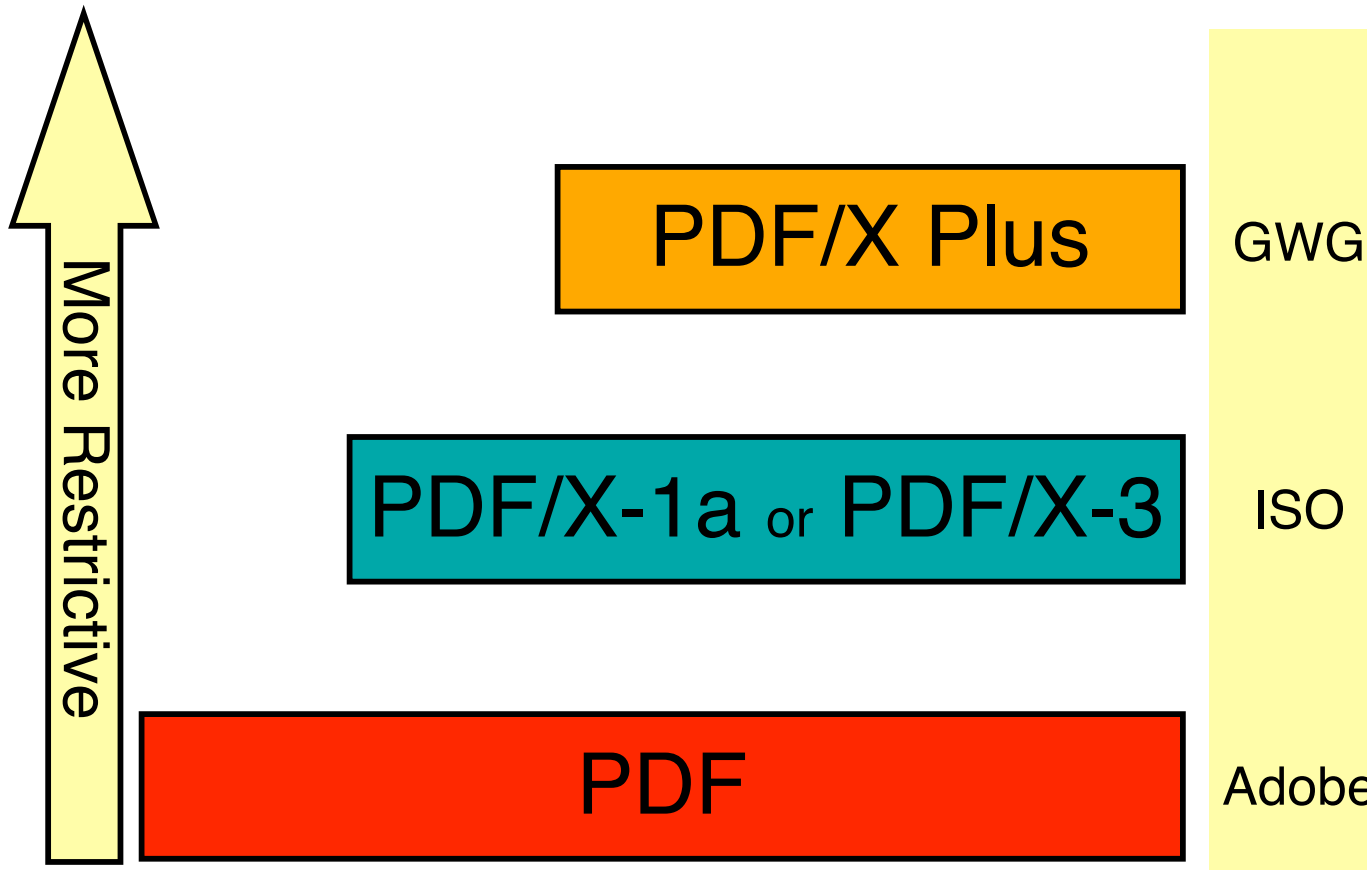 More Restrictive
PDF/X Plus
GWG
PDF/X-1a or PDF/X-3
ISO
PDF
Adobe